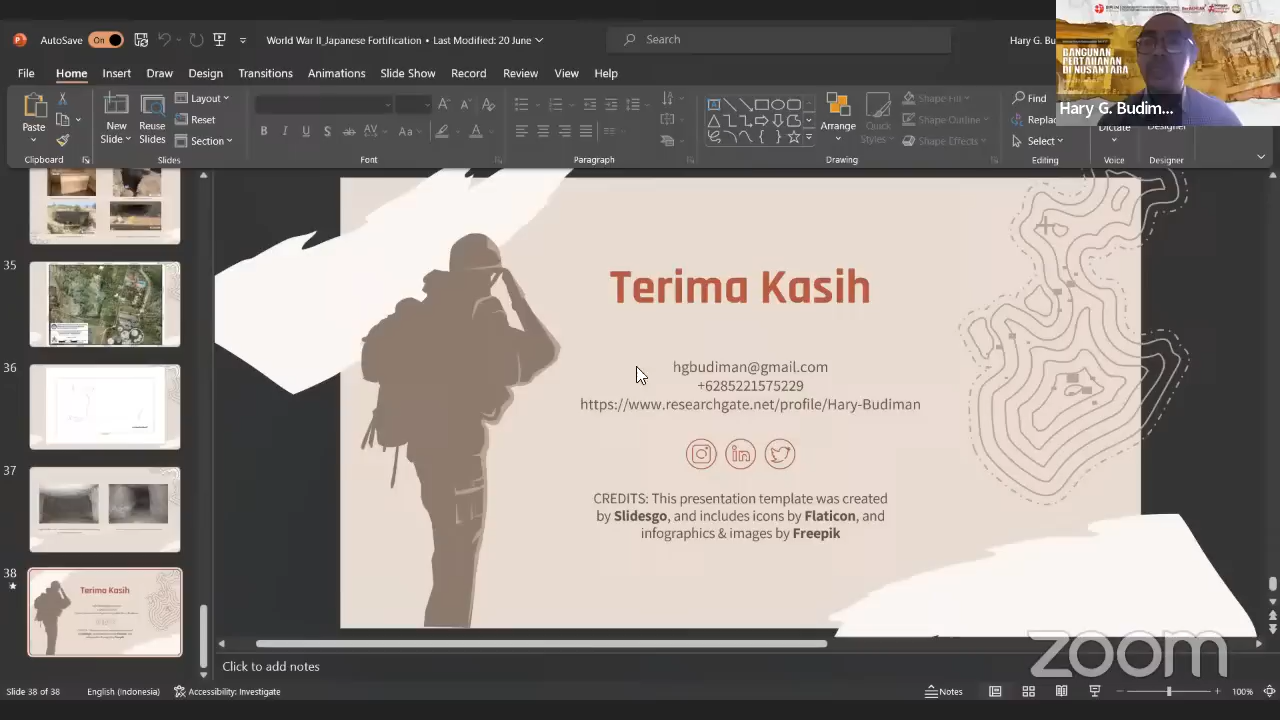 AutoSave On World War II_Japanese Fortification • Last Modified: 20 June Search Hary G. Bu
File Home Insert Draw Design Transitions Animations Slide Show Record Review View Help
BANGUNAN
PERTAHANAN
DI NUSANTARA
Hary G. Budim...
Paste
New
Slide
Reuse
Slides
Layout
Reset
Section
B I U S ab AV Aa A
Arrange
Quick
Styles
Shape Fill
Shape Outline
Shape Effects
Find
Replac
Select
Dictate
Designer
Clipboard Slides Font Paragraph Drawing Editing Voice Designer
35
36
37
38
Terima Kasih
Terima Kasih
hgbudiman@gmail.com
+6285221575229
https://www.researchgate.net/profile/Hary-Budiman
CREDITS: This presentation template was created
by Slidesgo, and includes icons by Flaticon, and
infographics & images by Freepik
zoom
Click to add notes
Slide 38 of 38 English (Indonesia) Accessibility: Investigate Notes 100%